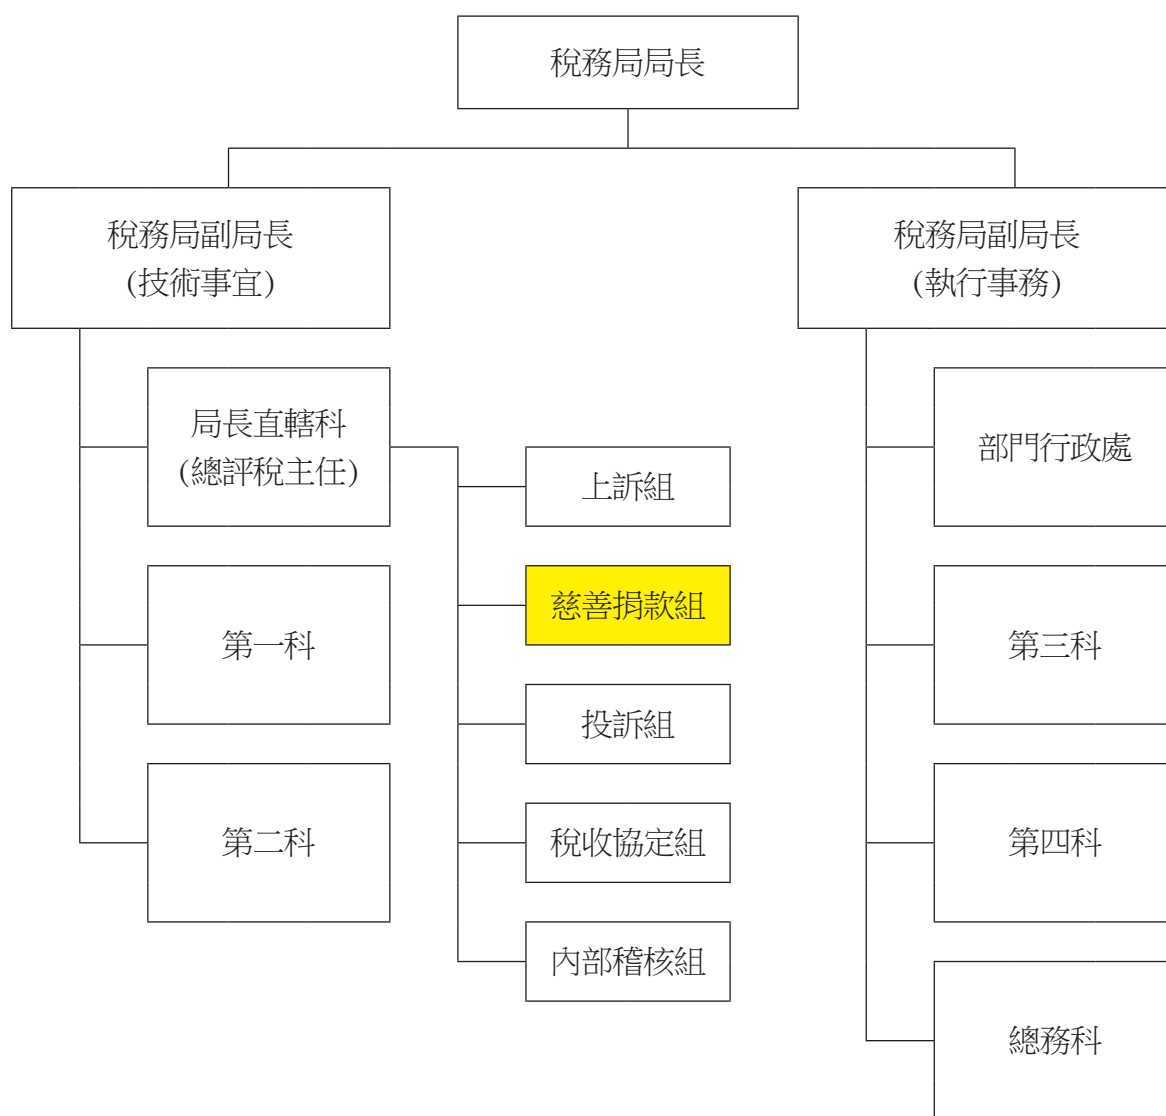 稅務局局長
稅務局副局長
(技術事宜)
稅務局副局長
(執行事務)
局長直轄科
(總評稅主任)
上訴組
慈善捐款組
投訴組
稅收協定組
內部稽核組
第一科
第二科
部門行政處
第三科
第四科
總務科